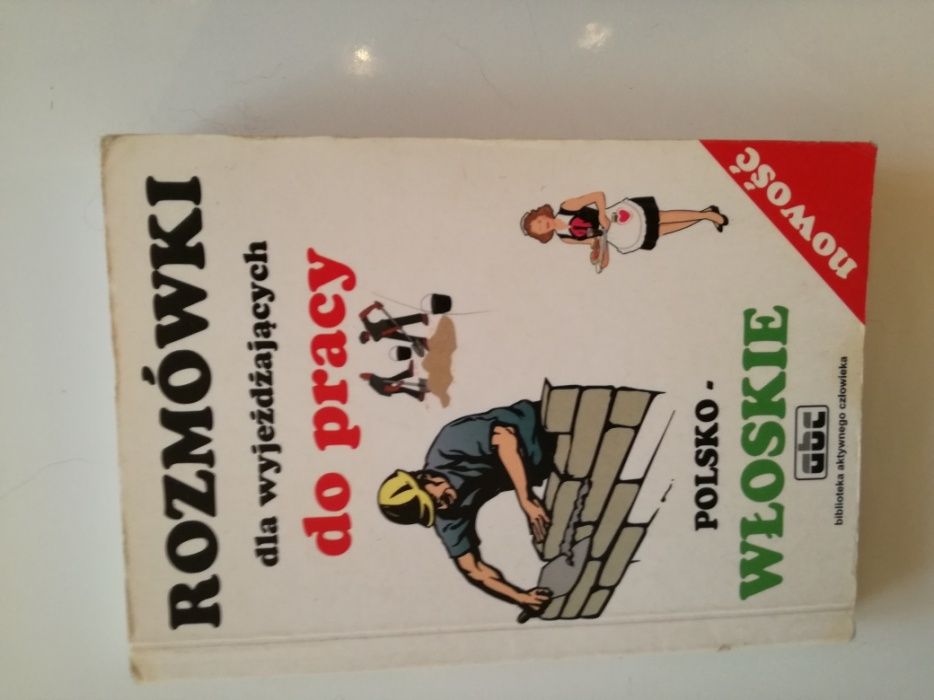 ROZMÓWKI
dla wyjeżdżających
do pracy
POLSKO -
WŁOSKIE
abc
biblioteka aktywnego człowieka
nowość